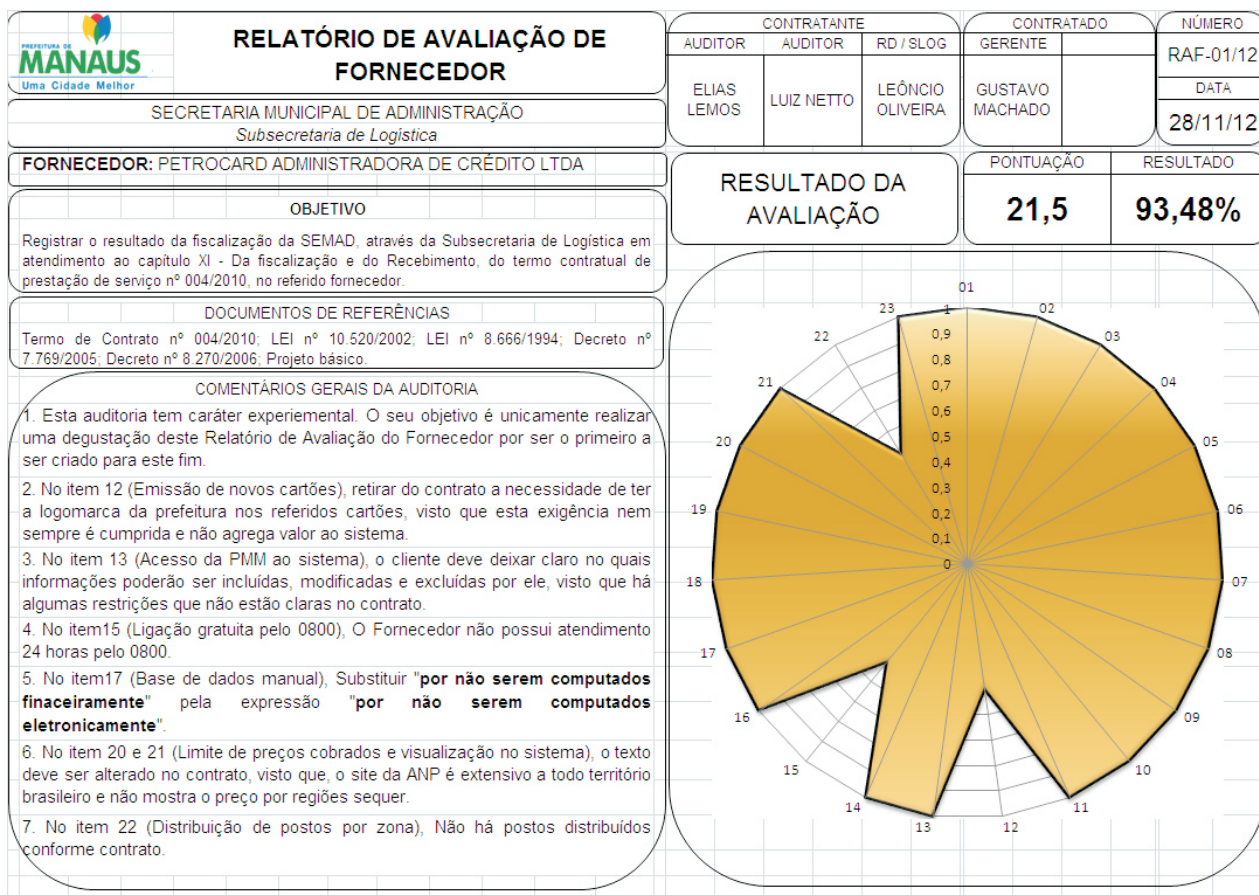 PREFEITURA DE
MANAUS
Uma Cidade Melhor
RELATÓRIO DE AVALIAÇÃO DE
FORNECEDOR
SECRETARIA MUNICIPAL DE ADMINISTRAÇÃO
Subsecretaria de Logística
CONTRATANTE
AUDITOR AUDITOR RD / SLOG
ELIAS LEMOS LUIZ NETTO LEÔNCIO OLIVEIRA
CONTRATADO
GERENTE
GUSTAVO MACHADO
NÚMERO
RAF-01/12
DATA
28/11/12
FORNECEDOR: PETROCARD ADMINISTRADORA DE CRÉDITO LTDA
OBJETIVO
Registrar o resultado da fiscalização da SEMAD, através da Subsecretaria de Logística em
atendimento ao capítulo XI - Da fiscalização e do Recebimento, do termo contratual de
prestação de serviço nº 004/2010, no referido fornecedor.
DOCUMENTOS DE REFERÊNCIAS
Termo de Contrato nº 004/2010; LEI nº 10.520/2002; LEI nº 8.666/1994; Decreto nº
7.769/2005; Decreto nº 8.270/2006; Projeto básico.
COMENTÁRIOS GERAIS DA AUDITORIA
1. Esta auditoria tem caráter experiemental. O seu objetivo é unicamente realizar
uma degustação deste Relatório de Avaliação do Fornecedor por ser o primeiro a
ser criado para este fim.
2. No item 12 (Emissão de novos cartões), retirar do contrato a necessidade de ter
a logomarca da prefeitura nos referidos cartões, visto que esta exigência nem
sempre é cumprida e não agrega valor ao sistema.
3. No item 13 (Acesso da PMM ao sistema), o cliente deve deixar claro no quais
informações poderão ser incluídas, modificadas e excluídas por ele, visto que há
algumas restrições que não estão claras no contrato.
4. No item15 (Ligação gratuita pelo 0800), O Fornecedor não possui atendimento
24 horas pelo 0800.
5. No item17 (Base de dados manual), Substituir "por não serem computados
finaceiramente" pela expressão "por não serem computados
eletronicamente".
6. No item 20 e 21 (Limite de preços cobrados e visualização no sistema), o texto
deve ser alterado no contrato, visto que, o site da ANP é extensivo a todo território
brasileiro e não mostra o preço por regiões sequer.
7. No item 22 (Distribuição de postos por zona), Não há postos distribuídos
conforme contrato.
RESULTADO DA
AVALIAÇÃO
PONTUAÇÃO
21,5
RESULTADO
93,48%
01
02
03
04
05
06
07
08
09
10
11
12
13
14
15
16
17
18
19
20
21
22
23
1
0,9
0,8
0,7
0,6
0,5
0,4
0,3
0,2
0,1
0